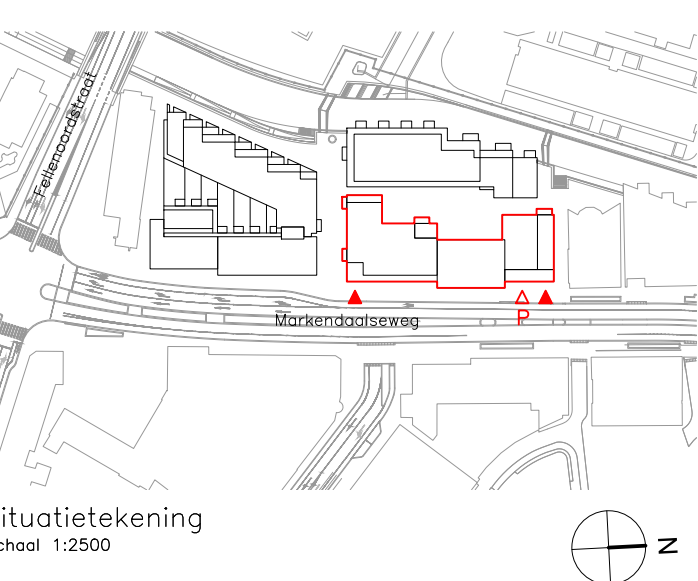 Fellenoordstraat
Markendaalseweg
P
ituatietekening
chaal 1:2500
N